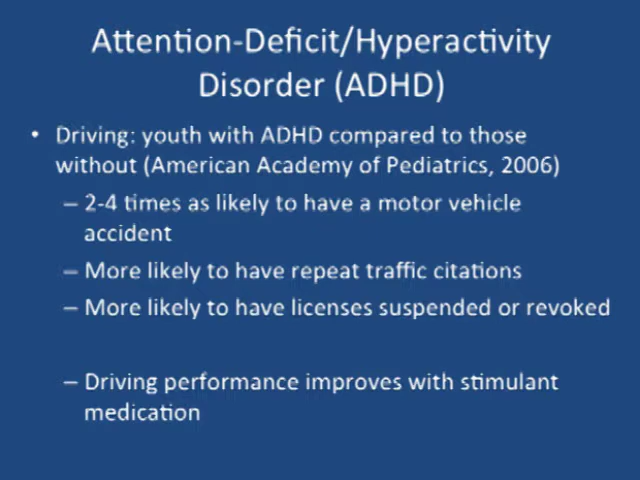 Attention-Deficit/Hyperactivity
Disorder (ADHD)
• Driving: youth with ADHD compared to those
without (American Academy of Pediatrics, 2006)
– 2-4 times as likely to have a motor vehicle
accident
– More likely to have repeat traffic citations
– More likely to have licenses suspended or revoked
– Driving performance improves with stimulant
medication